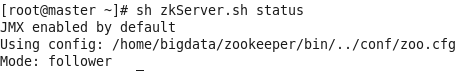 [root@master ~]# sh zkServer.sh status
JMX enabled by default
Using config: /home/bigdata/zookeeper/bin/../conf/zoo.cfg
Mode: follower